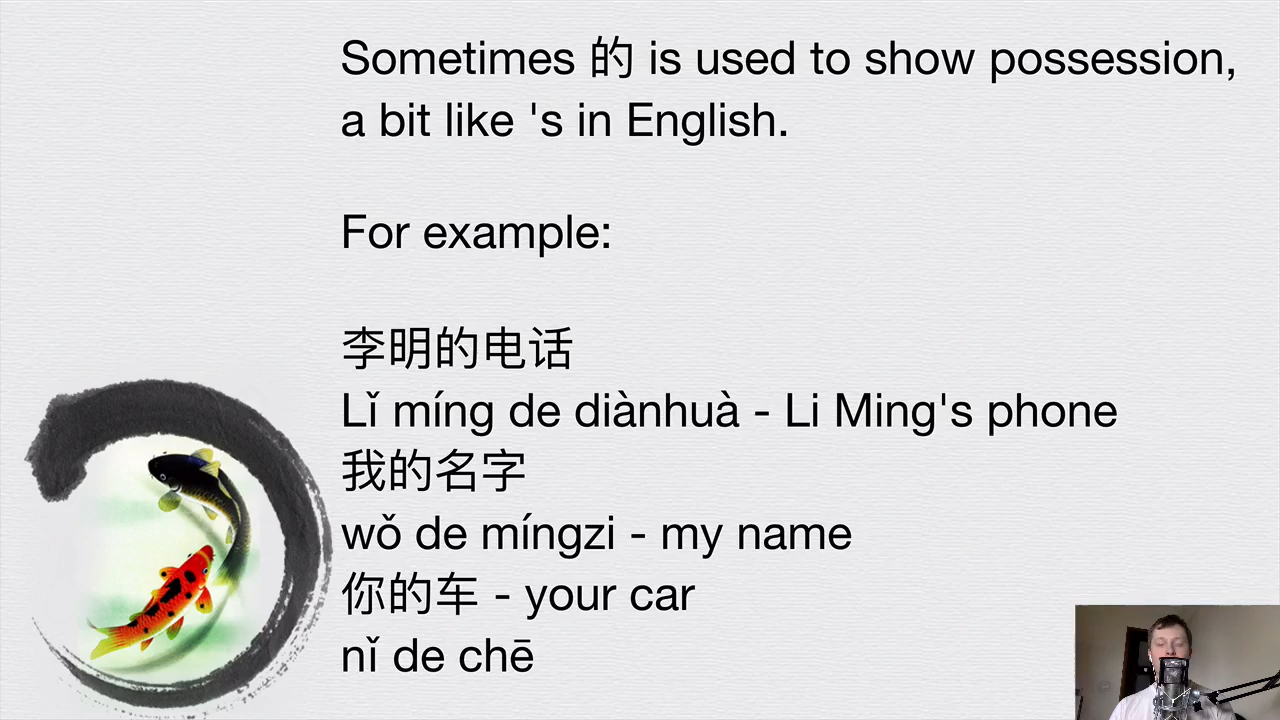 Sometimes 的 is used to show possession,
a bit like 's in English.
For example:
李明的电话
Lǐ míng de diànhuà - Li Ming's phone
我的名字
wǒ de míngzi - my name
你的车 - your car
nǐ de chē